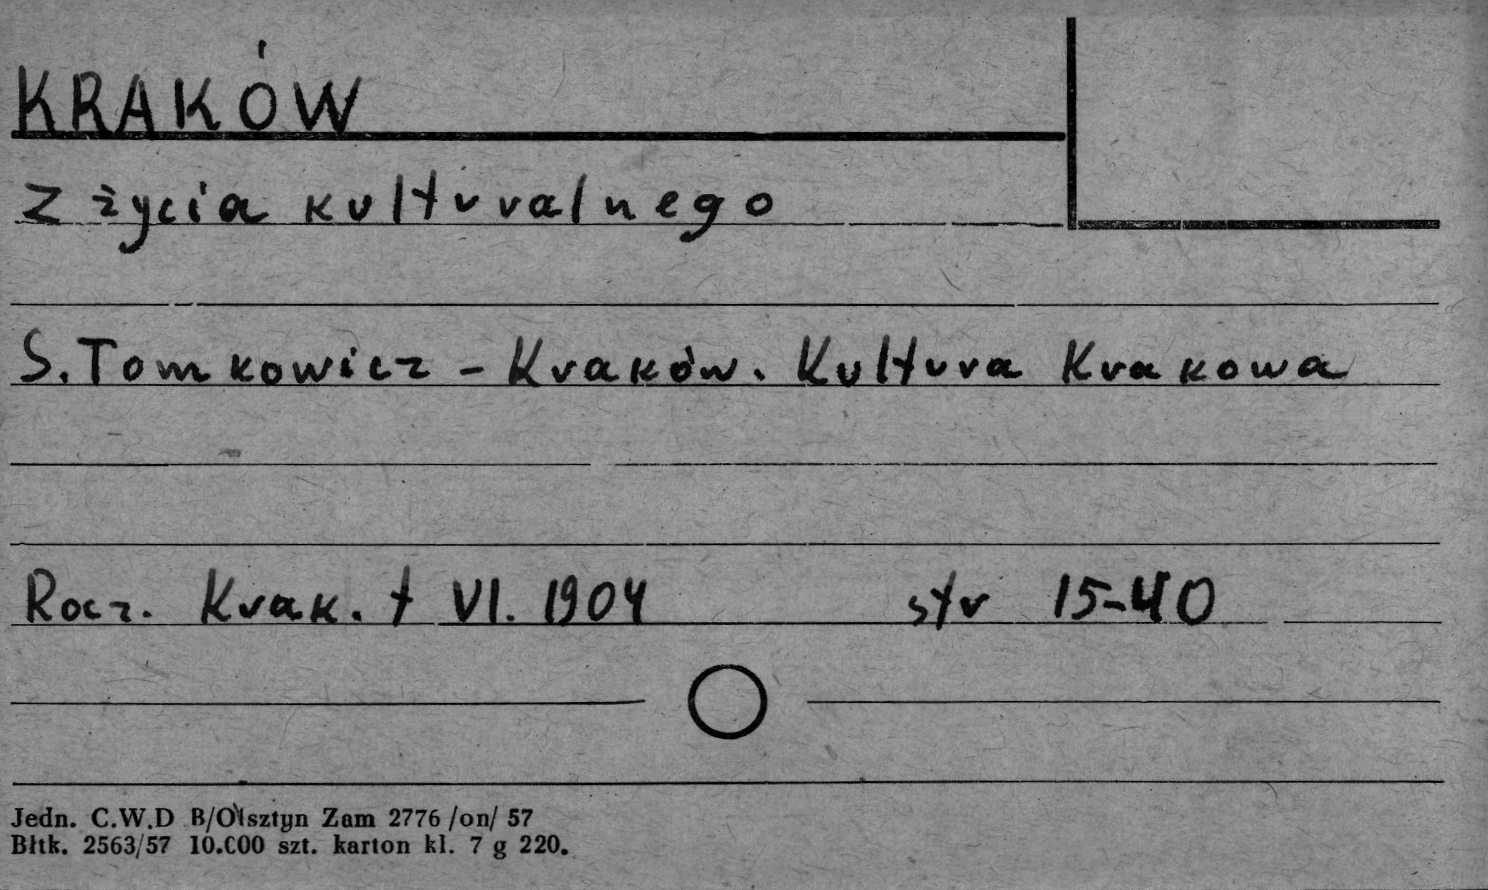 KRAKÓW
Z życia kulturalnego
S. Tomkowicz - Kraków. Kultura Krakowa
Rocz. Krak. t VI. 1904 str 15-40
Jedn. C.W.D B/Olsztyn Zam 2776 /on/ 57
Błtk. 2563/57 10.000 szt. karton kl. 7 g 220.